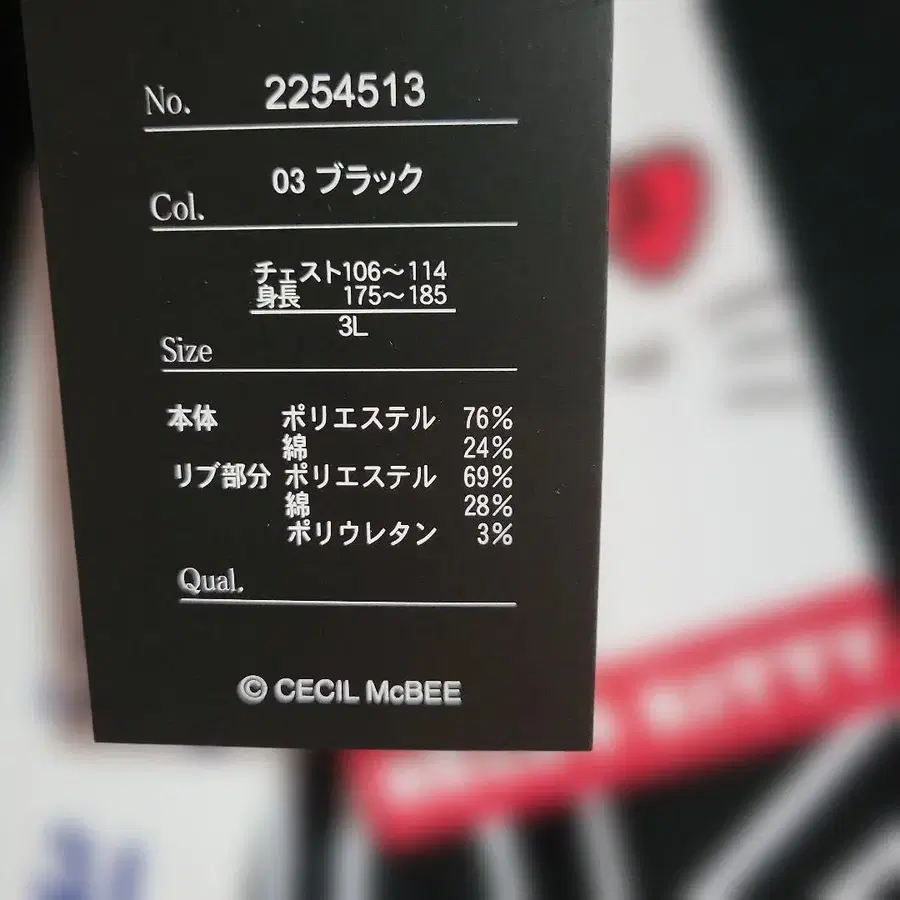 No. 2254513
Col. 03 ブラック
チェスト106～114
身長 175～185
3L
Size
本体 ポリエステル 76%
綿 24%
リブ部分 ポリエステル 69%
綿 28%
ポリウレタン 3%
Qual.
© CECIL McBEE